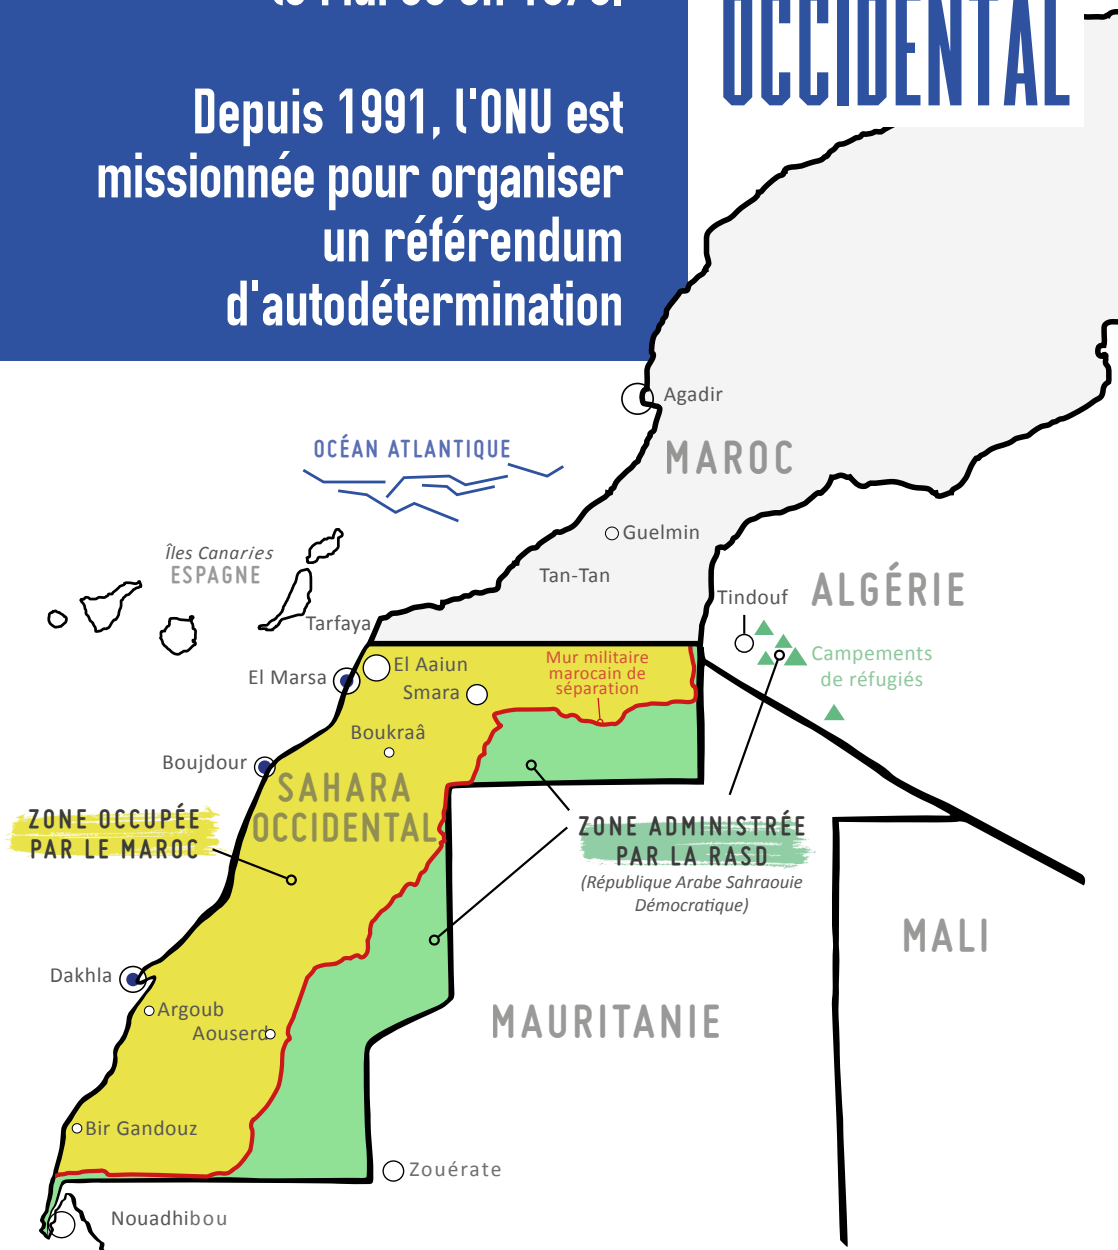 Depuis 1991, l'ONU est
missionnée pour organiser
un référendum
d'autodétermination
OCCIDENTAL
Agadir
OCÉAN ATLANTIQUE
MAROC
Guelmin
Îles Canaries
ESPAGNE
Tan-Tan
Tindouf
ALGÉRIE
Tarfaya
El Aaiun
Mur militaire
marocain de
séparation
Campements
de réfugiés
El Marsa
Smara
Boukraâ
Boujdour
SAHARA
OCCIDENTAL
ZONE OCCUPÉE
PAR LE MAROC
ZONE ADMINISTRÉE
PAR LA RASD
(République Arabe Sahraouie
Démocratique)
MALI
Dakhla
Argoub
Aouserd
MAURITANIE
Bir Gandouz
Zouérate
Nouadhibou